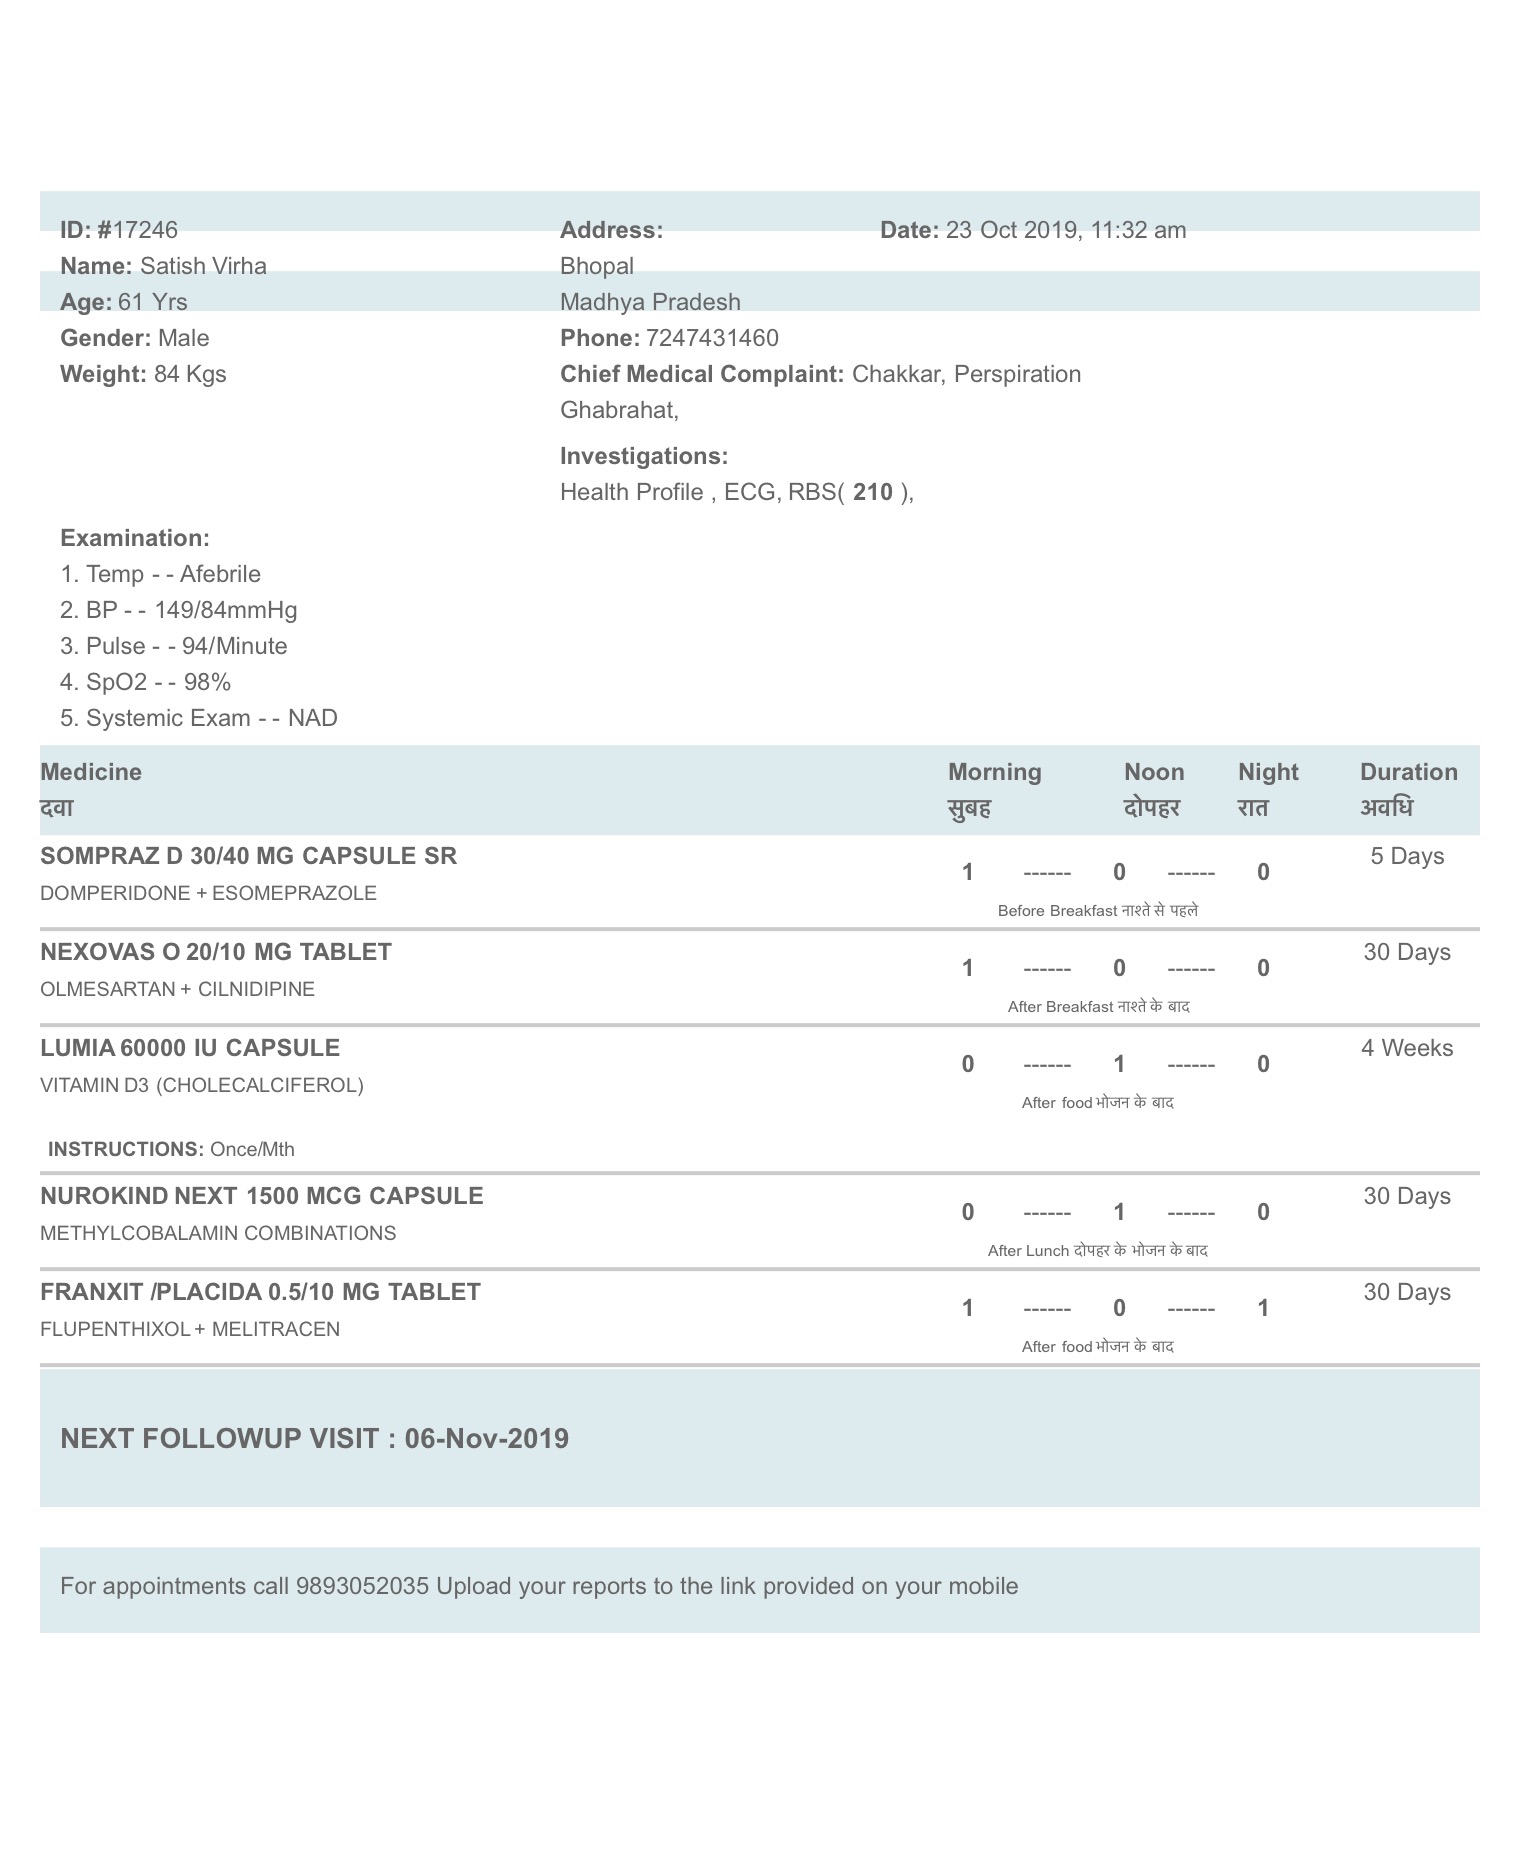 ID: #17246
Name: Satish Virha
Age: 61 Yrs
Gender: Male
Weight: 84 Kgs
Address:
Bhopal
Madhya Pradesh
Phone: 7247431460
Chief Medical Complaint: Chakkar, Perspiration
Ghabrahat,
Date: 23 Oct 2019, 11:32 am
Investigations:
Health Profile , ECG, RBS( 210 ),
Examination:
1. Temp - - Afebrile
2. BP - - 149/84mmHg
3. Pulse - - 94/Minute
4. SpO2 - - 98%
5. Systemic Exam - - NAD
Medicine Morning Noon Night Duration
दवा सुबह दोपहर रात अवधि
SOMPRAZ D 30/40 MG CAPSULE SR 5 Days
1 ------ 0 ------ 0
DOMPERIDONE + ESOMEPRAZOLE
Before Breakfast नाश्ते से पहले
NEXOVAS O 20/10 MG TABLET 30 Days
1 ------ 0 ------ 0
OLMESARTAN + CILNIDIPINE
After Breakfast नाश्ते के बाद
LUMIA 60000 IU CAPSULE 4 Weeks
0 ------ 1 ------ 0
VITAMIN D3 (CHOLECALCIFEROL)
After food भोजन के बाद
INSTRUCTIONS: Once/Mth
NUROKIND NEXT 1500 MCG CAPSULE 30 Days
0 ------ 1 ------ 0
METHYLCOBALAMIN COMBINATIONS
After Lunch दोपहर के भोजन के बाद
FRANXIT /PLACIDA 0.5/10 MG TABLET 30 Days
1 ------ 0 ------ 1
FLUPENTHIXOL + MELITRACEN
After food भोजन के बाद
NEXT FOLLOWUP VISIT : 06-Nov-2019
For appointments call 9893052035 Upload your reports to the link provided on your mobile